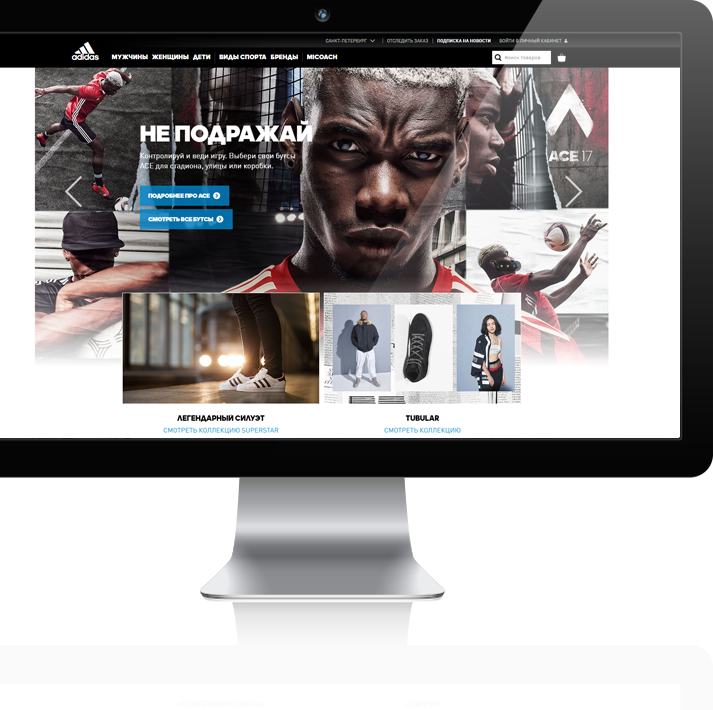 САНКТ-ПЕТЕРБУРГ ОТСЛЕДИТЬ ЗАКАЗ ПОДПИСКА НА НОВОСТИ ВОЙТИ В ЛИЧНЫЙ КАБИНЕТ
adidas МУЖЧИНЫ ЖЕНЩИНЫ ДЕТИ ВИДЫ СПОРТА БРЕНДЫ MICOACH Поиск товаров
НЕ ПОДРАЖАЙ
Контролируй и веди игру. Выбери свои бутсы
ACE для стадиона, улицы или коробки.
ACE 17
ПОДРОБНЕЕ ПРО ACE
СМОТРЕТЬ ВСЕ БУТСЫ
ЛЕГЕНДАРНЫЙ СИЛУЭТ
СМОТРЕТЬ КОЛЛЕКЦИЮ SUPERSTAR
TUBULAR
СМОТРЕТЬ КОЛЛЕКЦИЮ